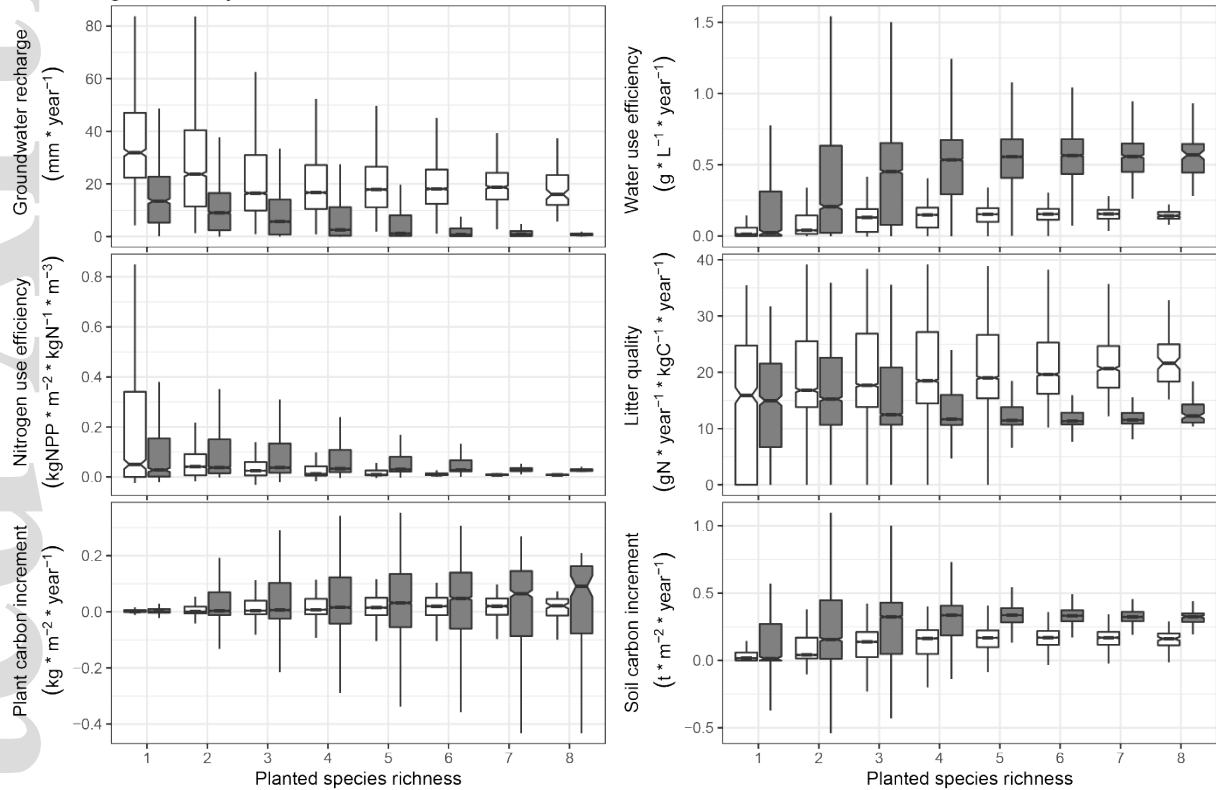 Groundwater recharge
(mm * year⁻¹)
80
60
40
20
0
Water use efficiency
(g * L⁻¹ * year⁻¹)
1.5
1.0
0.5
0.0
Nitrogen use efficiency
(kgNPP * m⁻² * kgN⁻¹ * m⁻³)
0.8
0.6
0.4
0.2
0.0
Litter quality
(gN * year⁻¹ * kgC⁻¹ * year⁻¹)
40
30
20
10
0
Plant carbon increment
(kg * m⁻² * year⁻¹)
0.2
0.0
−0.2
−0.4
1 2 3 4 5 6 7 8
Planted species richness
Soil carbon increment
(t * m⁻² * year⁻¹)
1.0
0.5
0.0
−0.5
1 2 3 4 5 6 7 8
Planted species richness